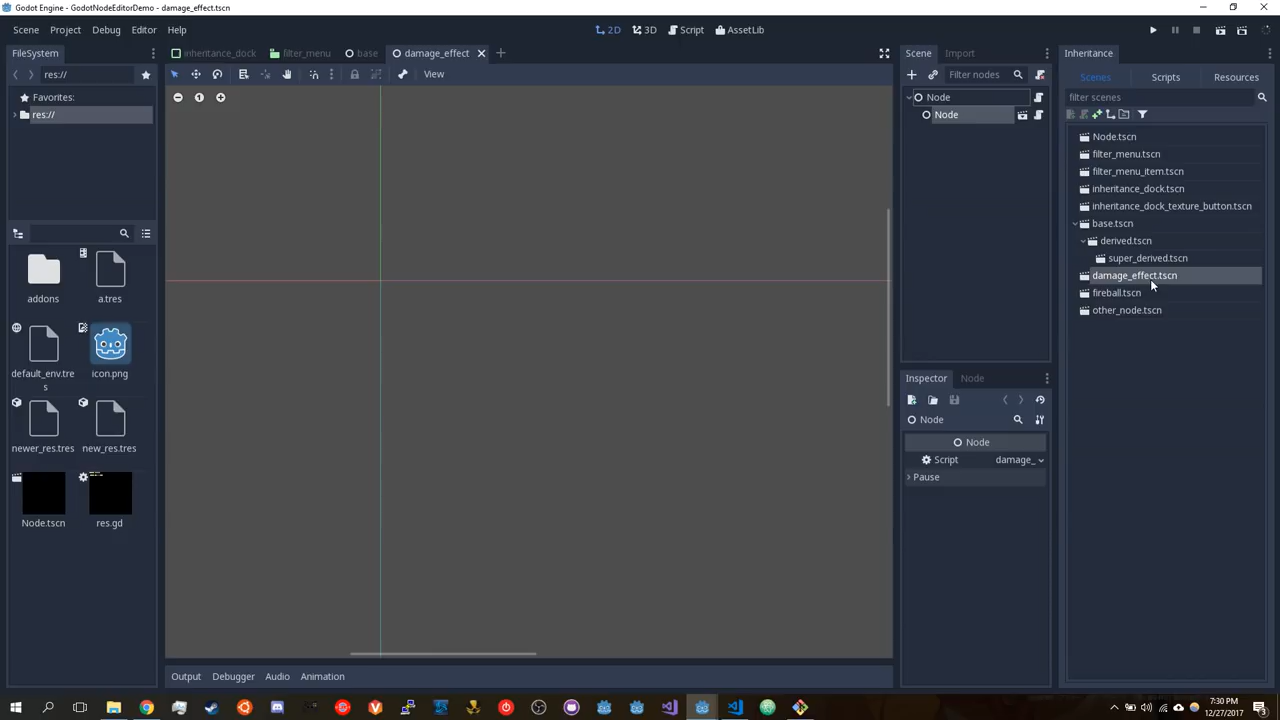 Godot Engine - GodotNodeEditorDemo - damage_effect.tscn
Scene Project Debug Editor Help
2D 3D Script AssetLib
FileSystem
res://
Favorites:
res://
addons
a.tres
default_env.tres
icon.png
newer_res.tres
new_res.tres
Node.tscn
res.gd
inheritance_dock filter_menu base damage_effect
View
Output Debugger Audio Animation
Scene Import
Filter nodes
Node
Node
Inspector Node
Node
Node
Script damage_
Pause
Inheritance
Scenes Scripts Resources
filter scenes
Node.tscn
filter_menu.tscn
filter_menu_item.tscn
inheritance_dock.tscn
inheritance_dock_texture_button.tscn
base.tscn
derived.tscn
super_derived.tscn
damage_effect.tscn
fireball.tscn
other_node.tscn
7:30 PM
12/27/2017